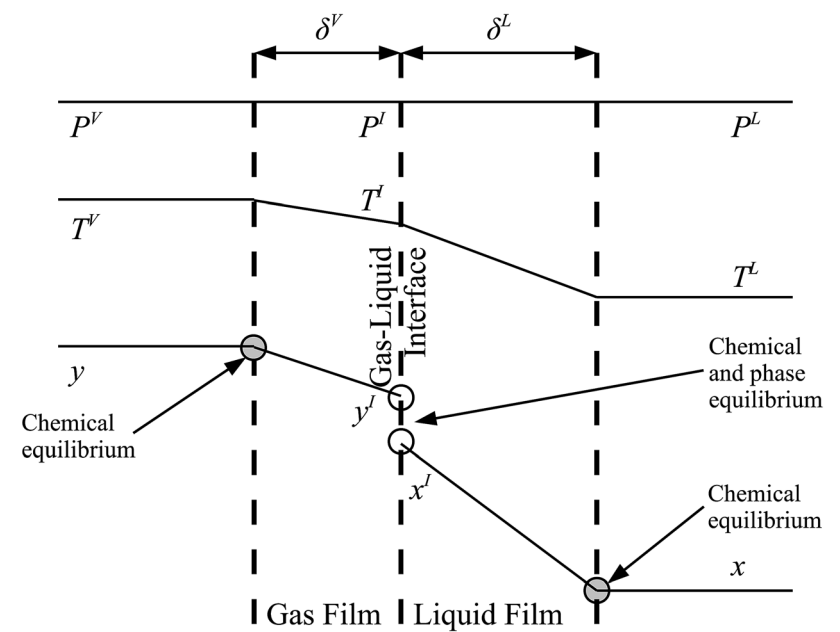 δ^V
δ^L
P^V
P^I
P^L
T^I
T^V
T^L
Gas-Liquid
Interface
y
y^I
Chemical
and phase
equilibrium
Chemical
equilibrium
x^I
Chemical
equilibrium
x
Gas Film
Liquid Film